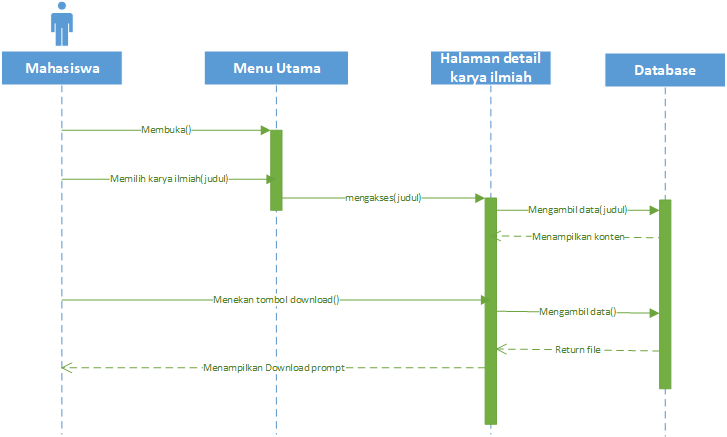 Mahasiswa
Menu Utama
Halaman detail
karya ilmiah
Database
Membuka()
Memilih karya ilmiah(judul)
mengakses(judul)
Mengambil data(judul)
Menampilkan konten
Menekan tombol download()
Mengambil data()
Return file
Menampilkan Download prompt